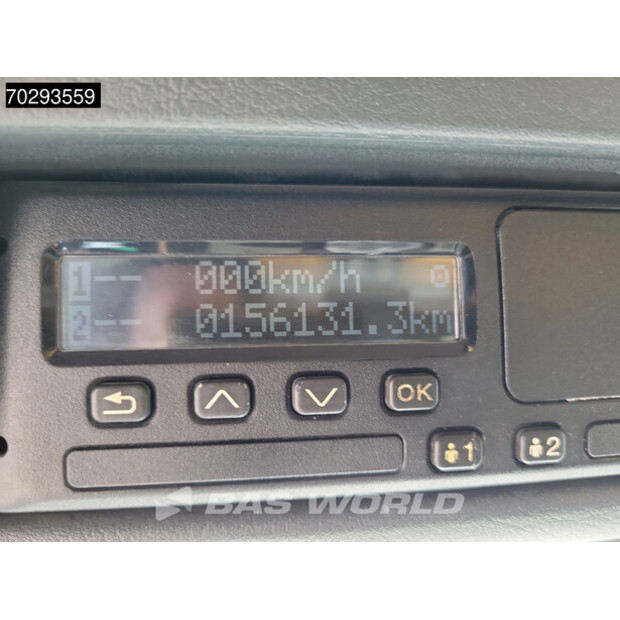 70293559
1-- 000km/h o
2-- 0156131.3km
OK
1 2
BAS WORLD